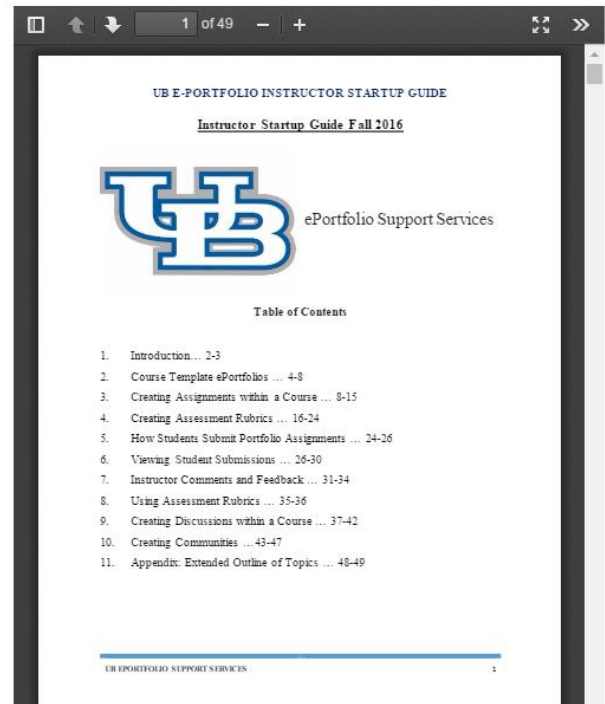 1 of 49
UB E-PORTFOLIO INSTRUCTOR STARTUP GUIDE
Instructor Startup Guide Fall 2016
UB
ePortfolio Support Services
Table of Contents
1. Introduction… 2-3
2. Course Template ePortfolios … 4-8
3. Creating Assignments within a Course … 8-15
4. Creating Assessment Rubrics … 16-24
5. How Students Submit Portfolio Assignments … 24-26
6. Viewing Student Submissions … 26-30
7. Instructor Comments and Feedback … 31-34
8. Using Assessment Rubrics … 35-36
9. Creating Discussions within a Course … 37-42
10. Creating Communities … 43-47
11. Appendix: Extended Outline of Topics … 48-49
UB EPORTFOLIO SUPPORT SERVICES 1